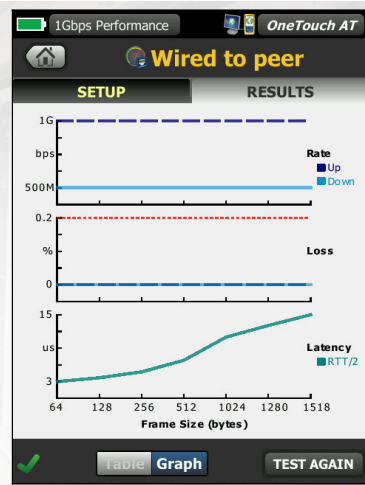 1Gbps Performance
OneTouch AT
Wired to peer
SETUP
RESULTS
1G
bps
500M
Rate
Up
Down
0.2
%
0
Loss
15
us
3
Latency
RTT/2
64 128 256 512 1024 1280 1518
Frame Size (bytes)
Table Graph
TEST AGAIN